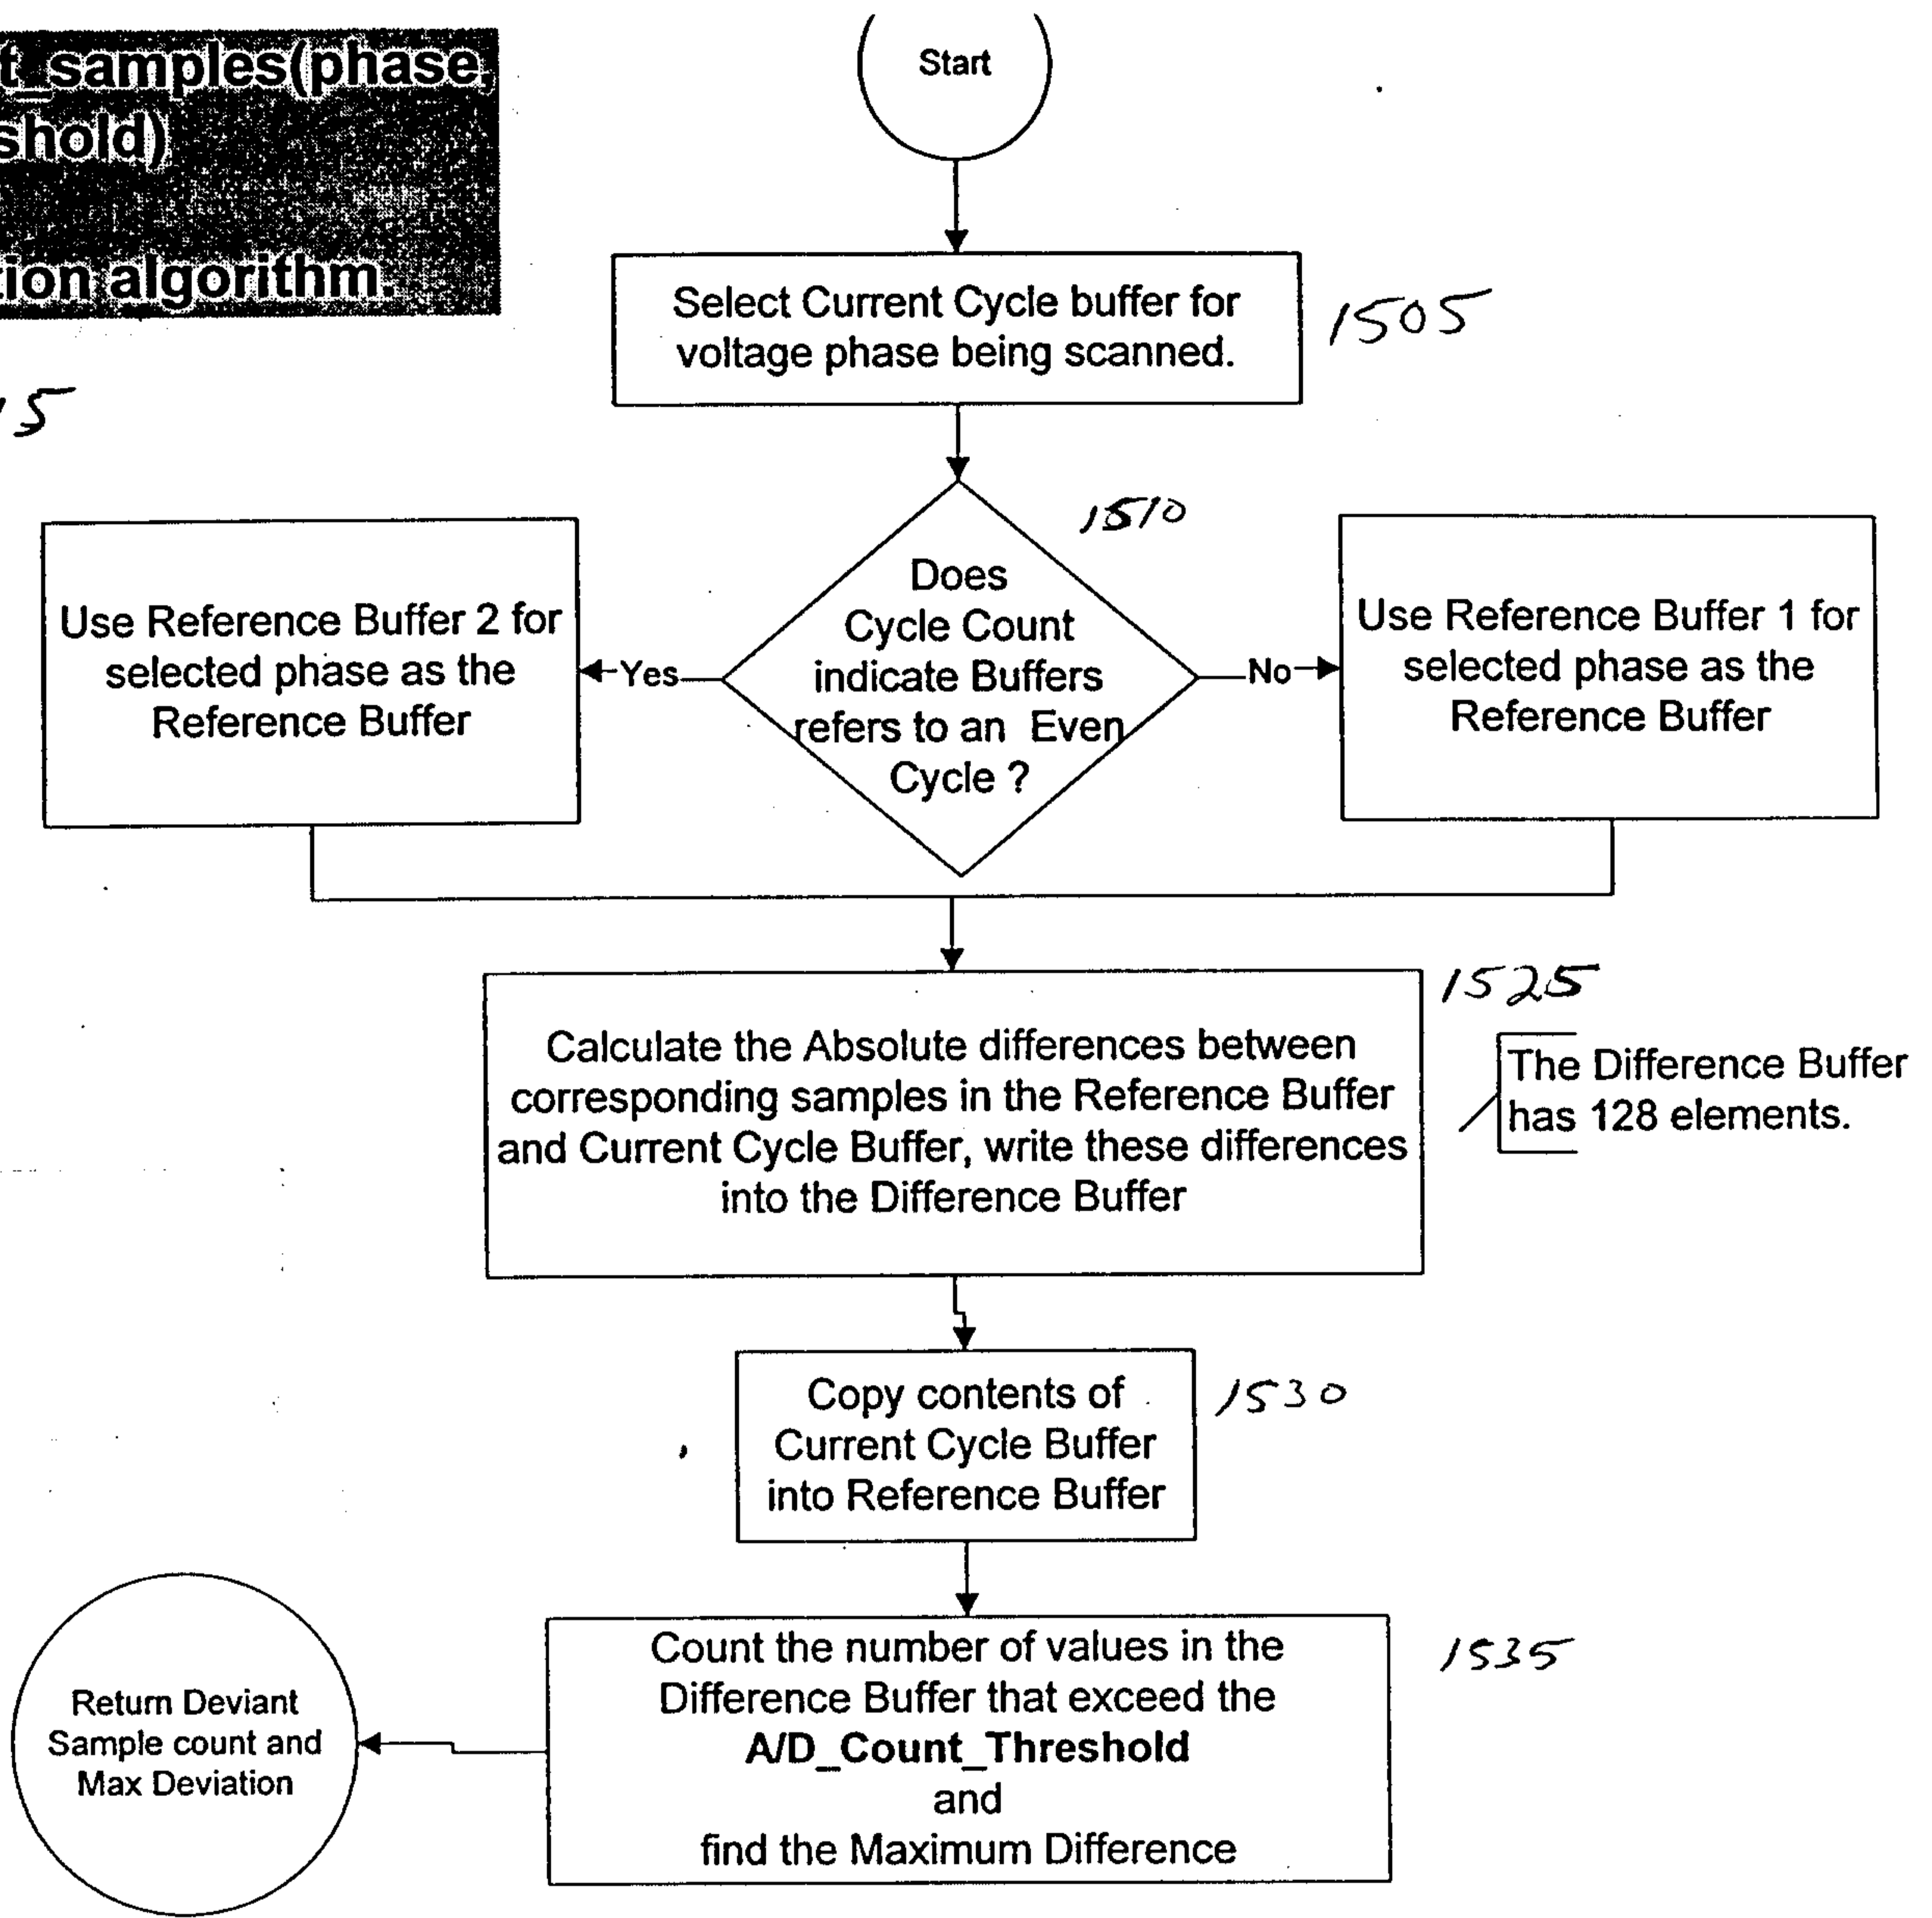 t_samples(phase,
shold)
tion algorithm.
Start
Select Current Cycle buffer for
voltage phase being scanned.
1505
15
1510
Does
Cycle Count
indicate Buffers
refers to an Even
Cycle ?
Yes
No
Use Reference Buffer 2 for
selected phase as the
Reference Buffer
Use Reference Buffer 1 for
selected phase as the
Reference Buffer
1525
The Difference Buffer
has 128 elements.
Calculate the Absolute differences between
corresponding samples in the Reference Buffer
and Current Cycle Buffer, write these differences
into the Difference Buffer
Copy contents of
Current Cycle Buffer
into Reference Buffer
1530
Count the number of values in the
Difference Buffer that exceed the
A/D_Count_Threshold
and
find the Maximum Difference
1535
Return Deviant
Sample count and
Max Deviation